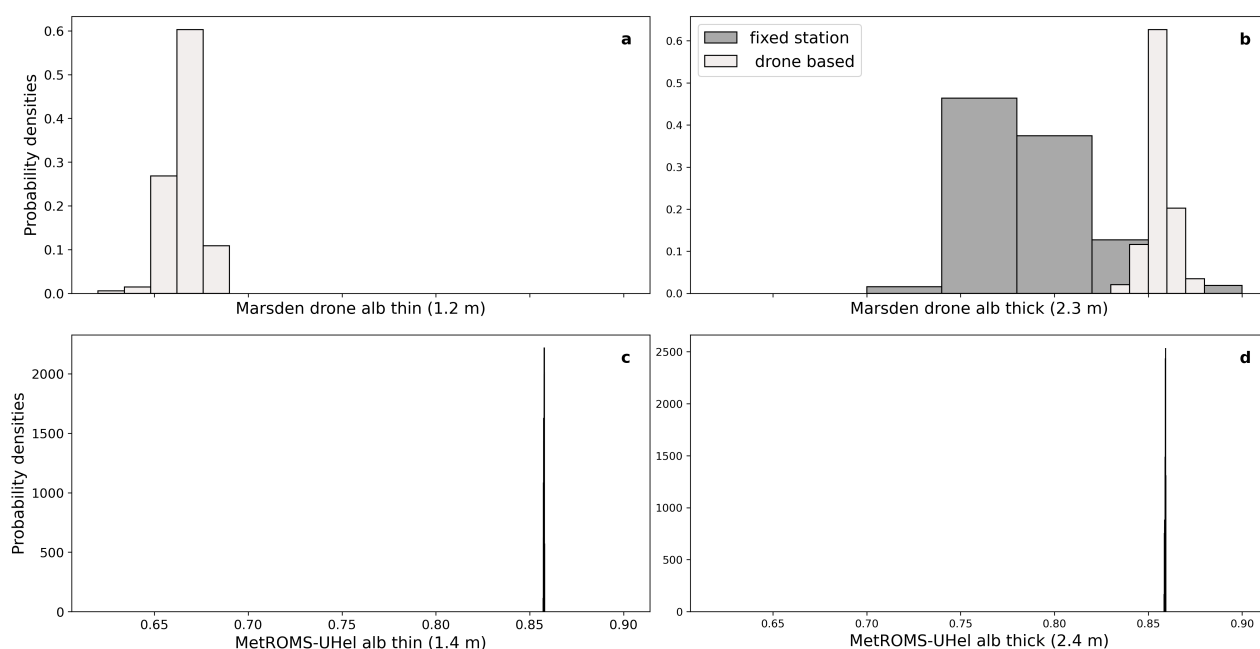 a
0.6
0.5
0.4
0.3
0.2
0.1
0.0
Probability densities
Marsden drone alb thin (1.2 m)
b
fixed station
drone based
0.6
0.5
0.4
0.3
0.2
0.1
0.0
0.65 0.70 0.75 0.80 0.85 0.90
Marsden drone alb thick (2.3 m)
c
2000
1500
1000
500
0
Probability densities
0.65 0.70 0.75 0.80 0.85 0.90
MetROMS-UHel alb thin (1.4 m)
d
2500
2000
1500
1000
500
0
MetROMS-UHel alb thick (2.4 m)